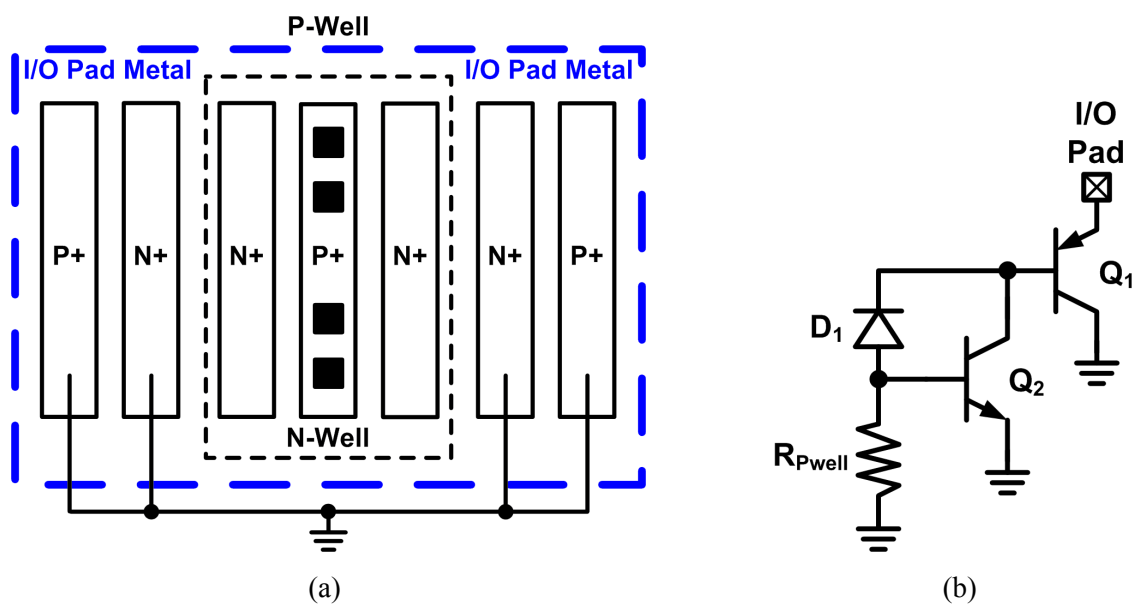 P-Well
I/O Pad Metal I/O Pad Metal
P+ N+ N+ P+ N+ N+ P+
N-Well
(a)
I/O
Pad
Q1
D1
Q2
RPwell
(b)